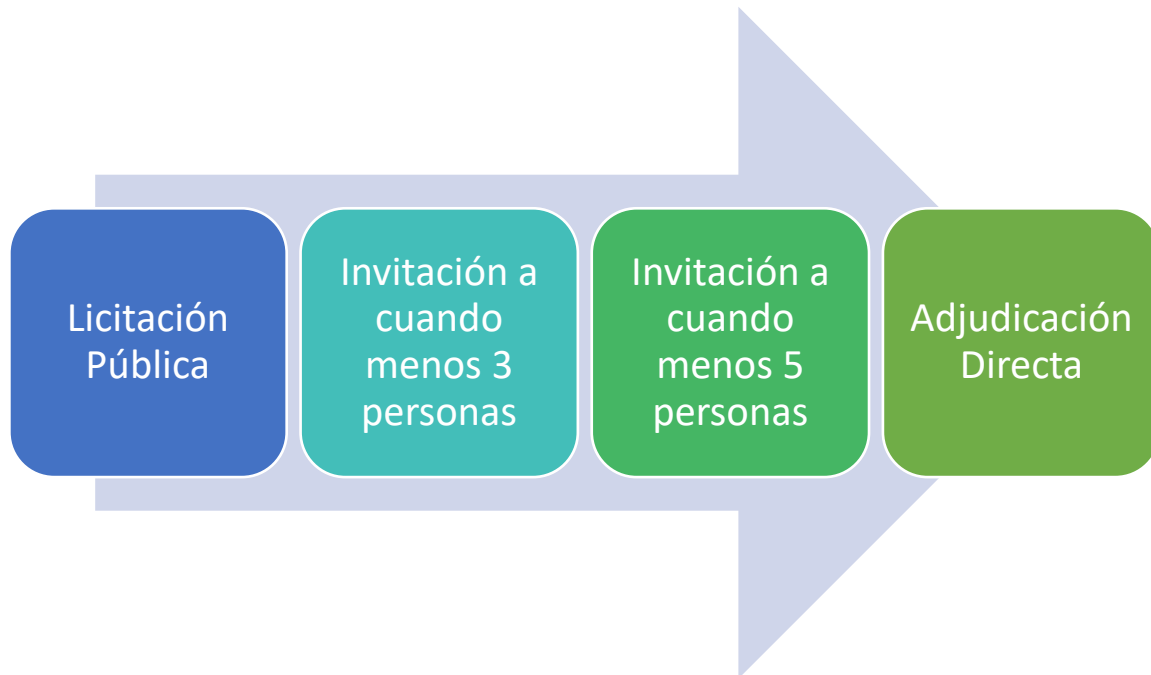 Licitación
Pública
Invitación a
cuando
menos 3
personas
Invitación a
cuando
menos 5
personas
Adjudicación
Directa